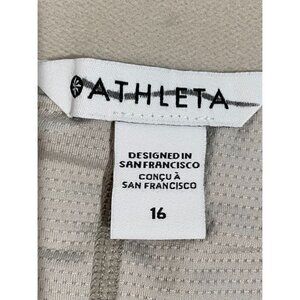 ATHLETA
DESIGNED IN
SAN FRANCISCO
CONÇU À
SAN FRANCISCO
16